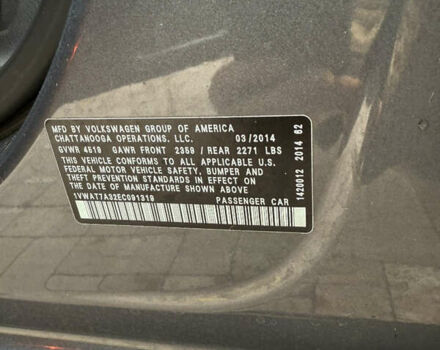 MFD BY VOLKSWAGEN GROUP OF AMERICA
CHATTANOOGA OPERATIONS, LLC. 03/2014
GVWR 4519 GAWR FRONT 2359 / REAR 2271 LBS
THIS VEHICLE CONFORMS TO ALL APPLICABLE U.S.
FEDERAL MOTOR VEHICLE SAFETY, BUMPER AND
THEFT PREVENTION STANDARDS IN EFFECT ON THE
DATE OF MANUFACTURE SHOWN ABOVE
1VWAT7A32EC091319 PASSENGER CAR
1420012 2014 62